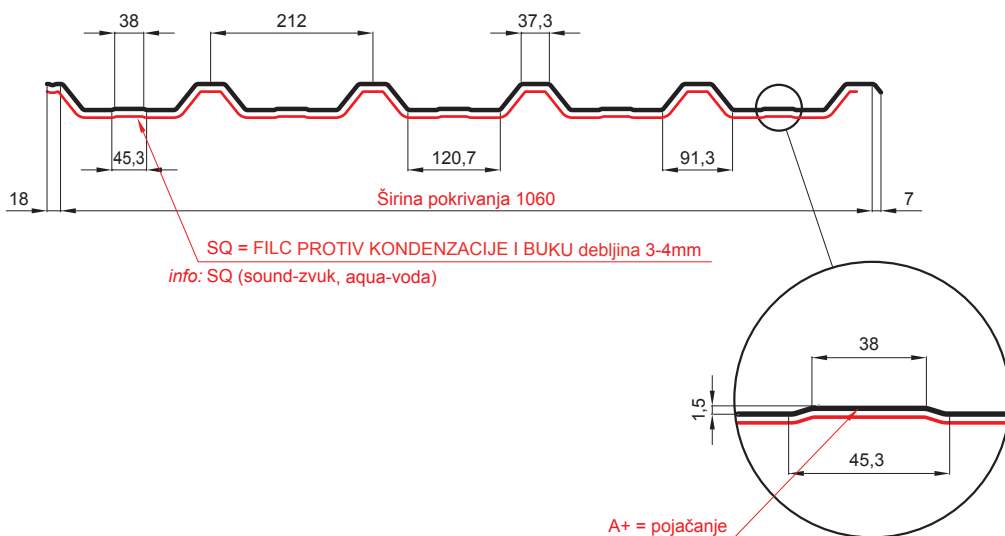 38
212
37,3
45,3
120,7
91,3
18
Širina pokrivanja 1060
7
SQ = FILC PROTIV KONDENZACIJE I BUKU debljina 3-4mm
info: SQ (sound-zvuk, aqua-voda)
38
1,5
45,3
A+ = pojačanje